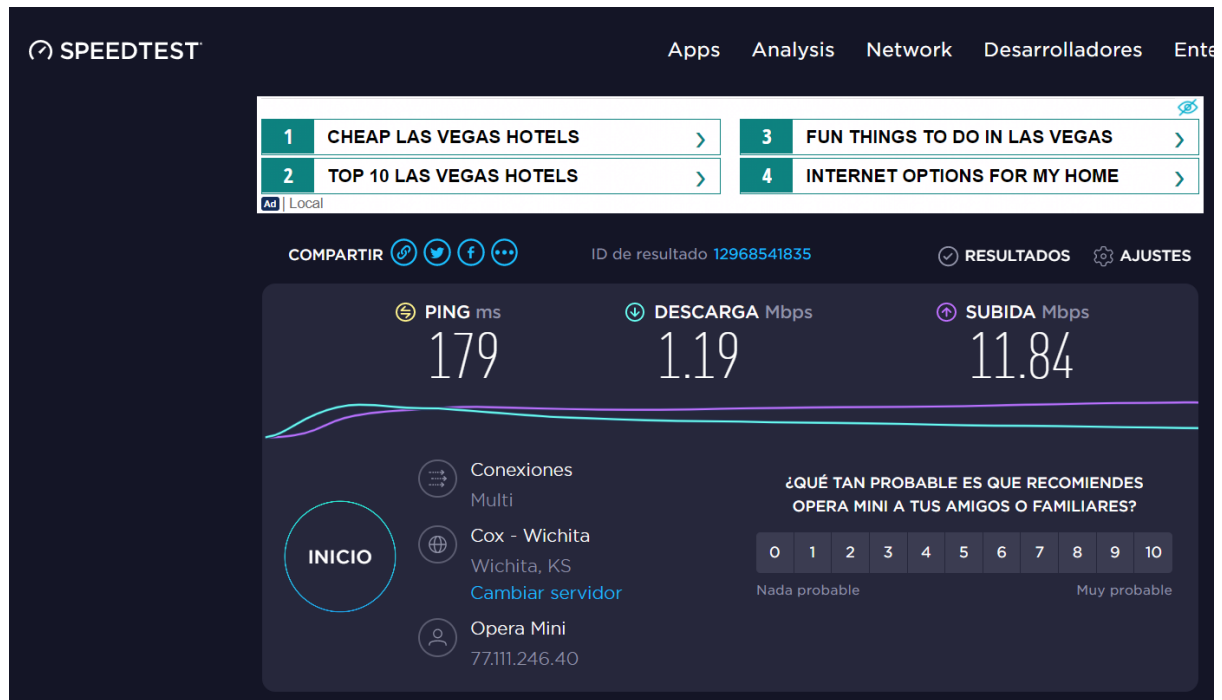 SPEEDTEST
Apps Analysis Network Desarrolladores Ente
1 CHEAP LAS VEGAS HOTELS
3 FUN THINGS TO DO IN LAS VEGAS
2 TOP 10 LAS VEGAS HOTELS
4 INTERNET OPTIONS FOR MY HOME
Ad | Local
COMPARTIR
ID de resultado 12968541835
RESULTADOS
AJUSTES
PING ms
179
DESCARGA Mbps
1.19
SUBIDA Mbps
11.84
INICIO
Conexiones
Multi
Cox - Wichita
Wichita, KS
Cambiar servidor
Opera Mini
77.111.246.40
¿QUÉ TAN PROBABLE ES QUE RECOMIENDES
OPERA MINI A TUS AMIGOS O FAMILIARES?
0 1 2 3 4 5 6 7 8 9 10
Nada probable
Muy probable